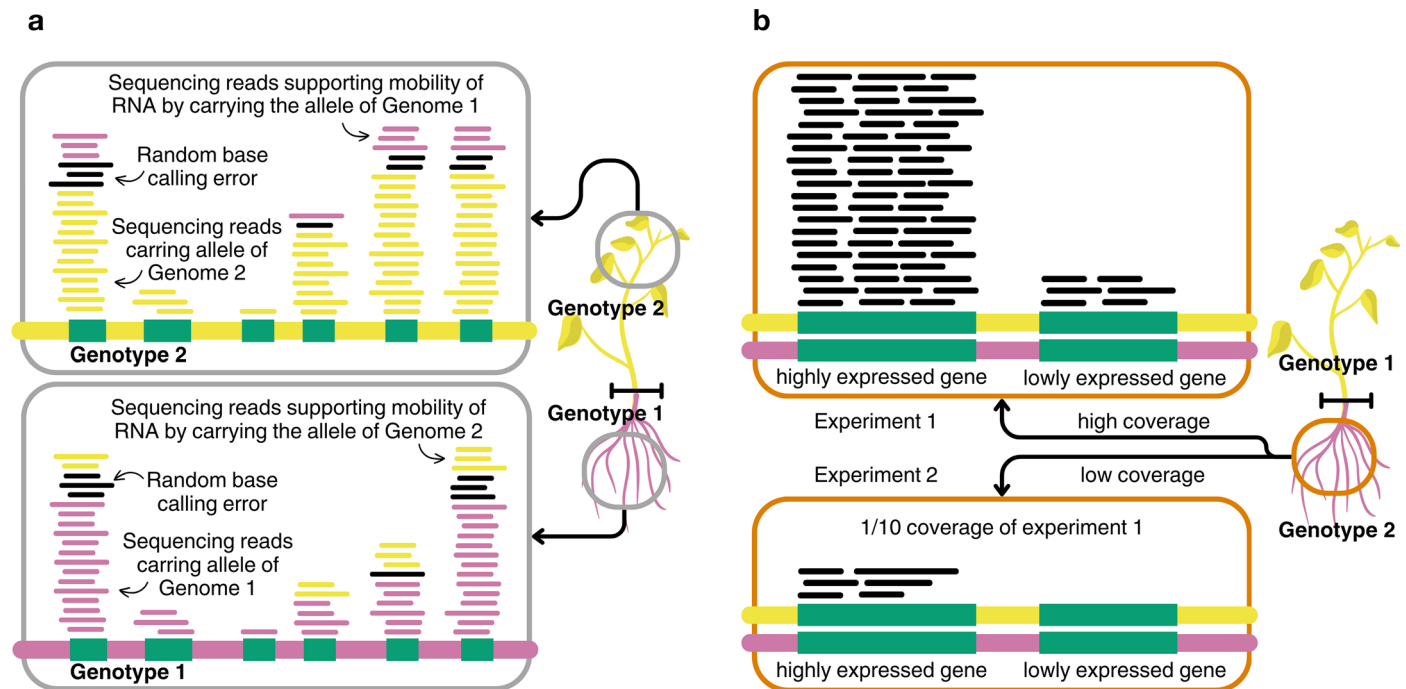 a
Sequencing reads supporting mobility of
RNA by carrying the allele of Genome 1
Random base
calling error
Sequencing reads
carring allele of
Genome 2
Genotype 2
Genotype 2
Genotype 1
Sequencing reads supporting mobility of
RNA by carrying the allele of Genome 2
Random base
calling error
Sequencing reads
carring allele of
Genome 1
Genotype 1
b
highly expressed gene
lowly expressed gene
Genotype 1
Experiment 1
high coverage
Experiment 2
low coverage
Genotype 2
1/10 coverage of experiment 1
highly expressed gene
lowly expressed gene